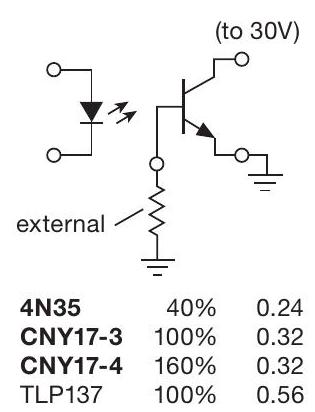 (to 30V)
external
4N35 40% 0.24
CNY17-3 100% 0.32
CNY17-4 160% 0.32
TLP137 100% 0.56